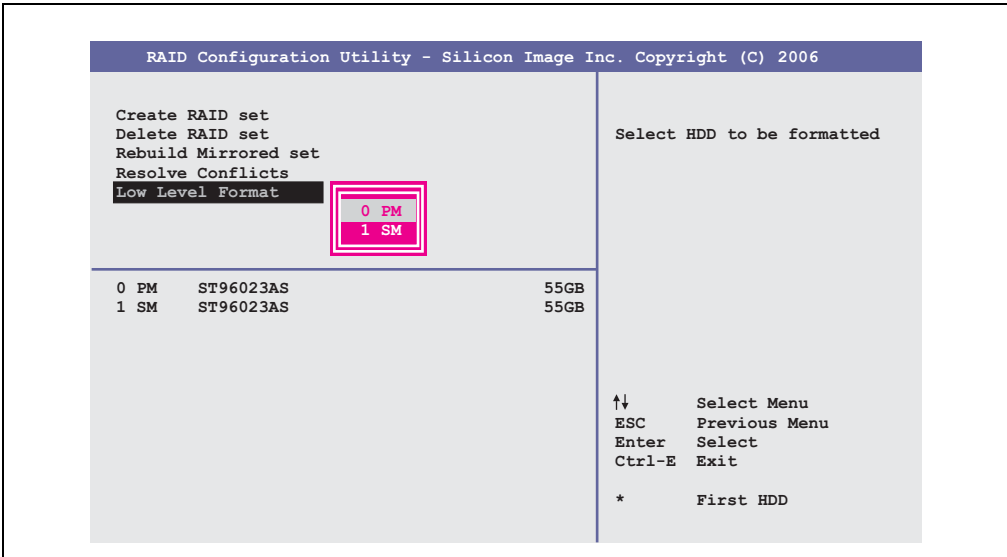 RAID Configuration Utility - Silicon Image Inc. Copyright (C) 2006
Create RAID set
Delete RAID set
Rebuild Mirrored set
Resolve Conflicts
Low Level Format
0 PM
1 SM
Select HDD to be formatted
0 PM ST96023AS 55GB
1 SM ST96023AS 55GB
↑↓ Select Menu
ESC Previous Menu
Enter Select
Ctrl-E Exit
* First HDD